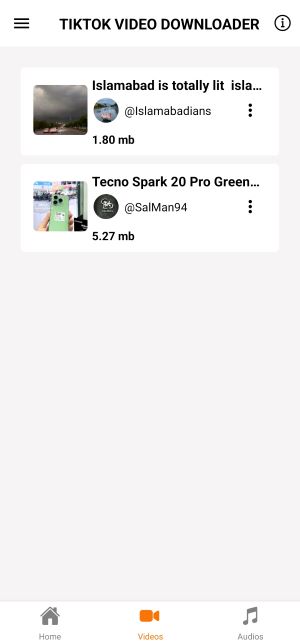 TIKTOK VIDEO DOWNLOADER
Islamabad is totally lit isla...
@Islamabadians
1.80 mb
Tecno Spark 20 Pro Green...
@SalMan94
5.27 mb
Home
Videos
Audios